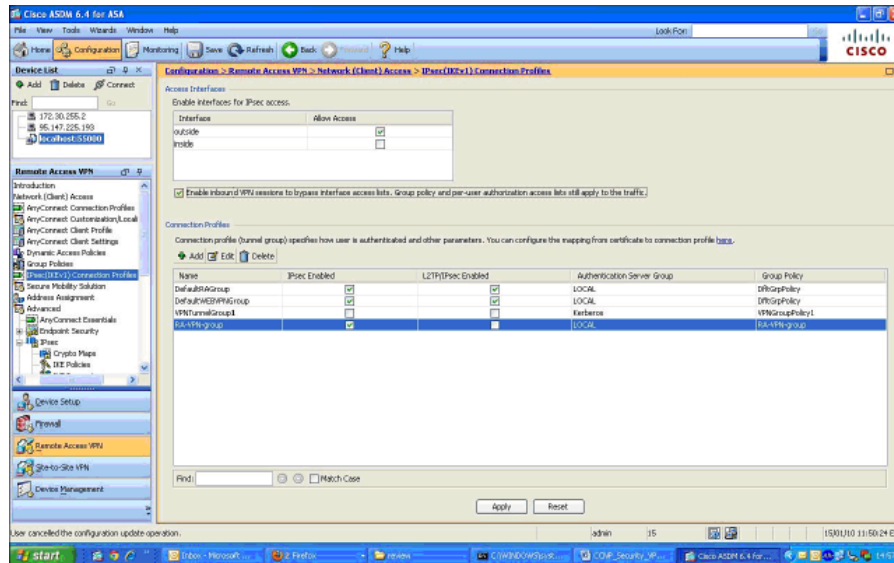 Cisco ASDM 6.4 for ASA
File View Tools Wizards Window Help
Look For:
Home Configuration Monitoring Save Refresh Back Forward Help
CISCO
Device List
Add Delete Connect
Find: Go
172.30.255.2
95.147.225.193
localhost:55000
Remote Access VPN
Introduction
Network (Client) Access
AnyConnect Connection Profiles
AnyConnect Customization/Locali
AnyConnect Client Profile
AnyConnect Client Settings
Dynamic Access Policies
Group Policies
IPsec(IKEv1) Connection Profiles
Secure Mobility Solution
Address Assignment
Advanced
AnyConnect Essentials
Endpoint Security
IPsec
Crypto Maps
IKE Policies
Device Setup
Firewall
Remote Access VPN
Site-to-Site VPN
Device Management
Configuration > Remote Access VPN > Network (Client) Access > IPsec(IKEv1) Connection Profiles
Access Interfaces
Enable interfaces for IPsec access.
Interface Allow Access
outside
inside
Enable inbound VPN sessions to bypass interface access lists. Group policy and per-user authorization access lists still apply to the traffic.
Connection Profiles
Connection profile (tunnel group) specifies how user is authenticated and other parameters. You can configure the mapping from certificate to connection profile here.
Add Edit Delete
Name IPsec Enabled L2TP/IPsec Enabled Authentication Server Group Group Policy
DefaultRAGroup LOCAL DfltGrpPolicy
DefaultWEBVPNGroup LOCAL DfltGrpPolicy
VPNTunnelGroup1 Kerberos VPNGroupPolicy1
RA-VPN-group LOCAL RA-VPN-group
Find: Match Case
Apply Reset
User cancelled the configuration update operation.
admin 15 15/01/10 11:50:24
start Inbox - Microsoft ... 2 Firefox review C:\WINDOWS\syst... CCNP_Security_VP... Cisco ASDM 6.4 for... 14:57